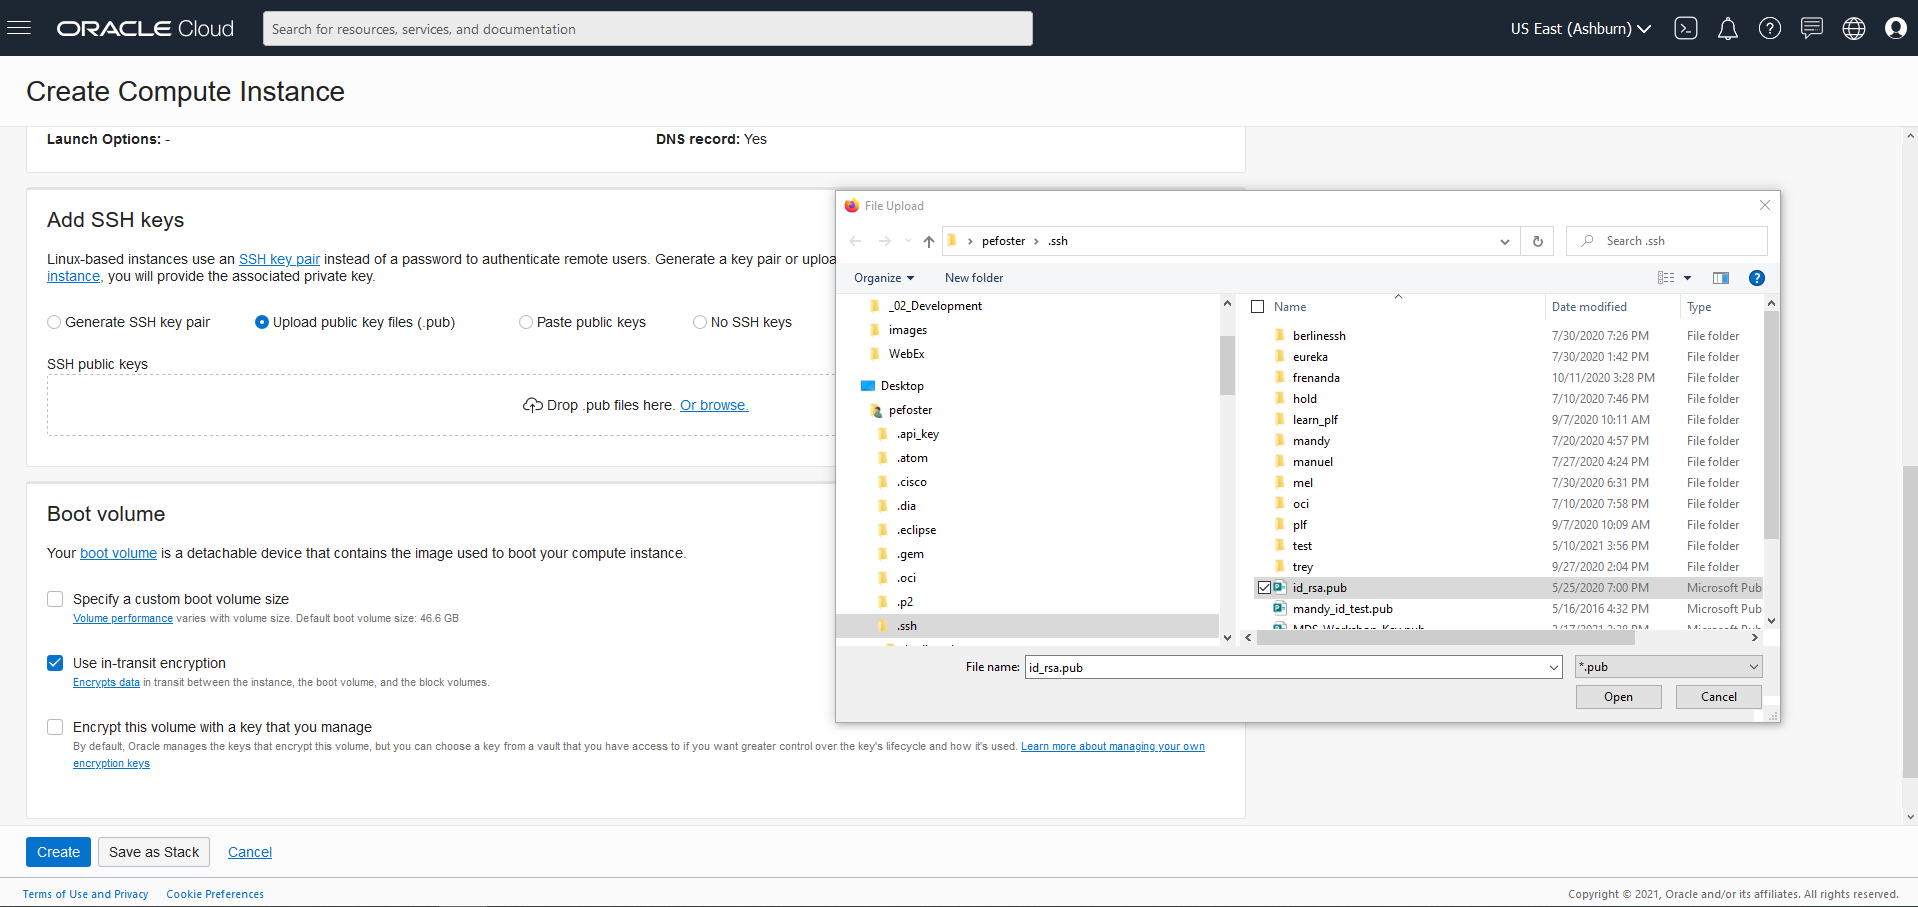 ORACLE Cloud
Search for resources, services, and documentation
US East (Ashburn)
Create Compute Instance
Launch Options: -
DNS record: Yes
Add SSH keys
Linux-based instances use an SSH key pair instead of a password to authenticate remote users. Generate a key pair or
instance, you will provide the associated private key.
Generate SSH key pair
Upload public key files (.pub)
Paste public keys
No SSH keys
SSH public keys
Drop .pub files here. Or browse.
Boot volume
Your boot volume is a detachable device that contains the image used to boot your compute instance.
Specify a custom boot volume size
Volume performance varies with volume size. Default boot volume size: 46.6 GB
Use in-transit encryption
Encrypts data in transit between the instance, the boot volume, and the block volumes.
Encrypt this volume with a key that you manage
By default, Oracle manages the keys that encrypt this volume, but you can choose a key from a vault that you have access to if you want greater control over the key's lifecycle and how it's used. Learn more about managing your own
encryption keys
File Upload
pefoster > .ssh
Search .ssh
Organize
New folder
_02_Development
images
WebEx
Desktop
pefoster
.api_key
.atom
.cisco
.dia
.eclipse
.gem
.oci
.p2
.ssh
Name Date modified Type
berlinessh 7/30/2020 7:26 PM File folder
eureka 7/30/2020 1:42 PM File folder
frenanda 10/11/2020 3:28 PM File folder
hold 7/10/2020 7:46 PM File folder
learn_plf 9/7/2020 10:11 AM File folder
mandy 7/20/2020 4:57 PM File folder
manuel 7/27/2020 4:24 PM File folder
mel 7/30/2020 6:31 PM File folder
oci 7/10/2020 7:58 PM File folder
plf 9/7/2020 10:09 AM File folder
test 5/10/2021 3:56 PM File folder
trey 9/27/2020 2:04 PM File folder
id_rsa.pub 5/25/2020 7:00 PM Microsoft Pub
mandy_id_test.pub 5/16/2016 4:32 PM Microsoft Pub
File name: id_rsa.pub
*.pub
Open
Cancel
Create
Save as Stack
Cancel
Terms of Use and Privacy
Cookie Preferences
Copyright © 2021, Oracle and/or its affiliates. All rights reserved.